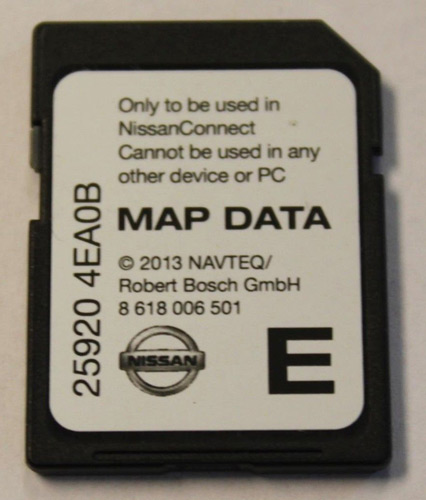 Only to be used in
NissanConnect
Cannot be used in any
other device or PC
MAP DATA
© 2013 NAVTEQ/
Robert Bosch GmbH
8 618 006 501
NISSAN
E
25920 4EA0B